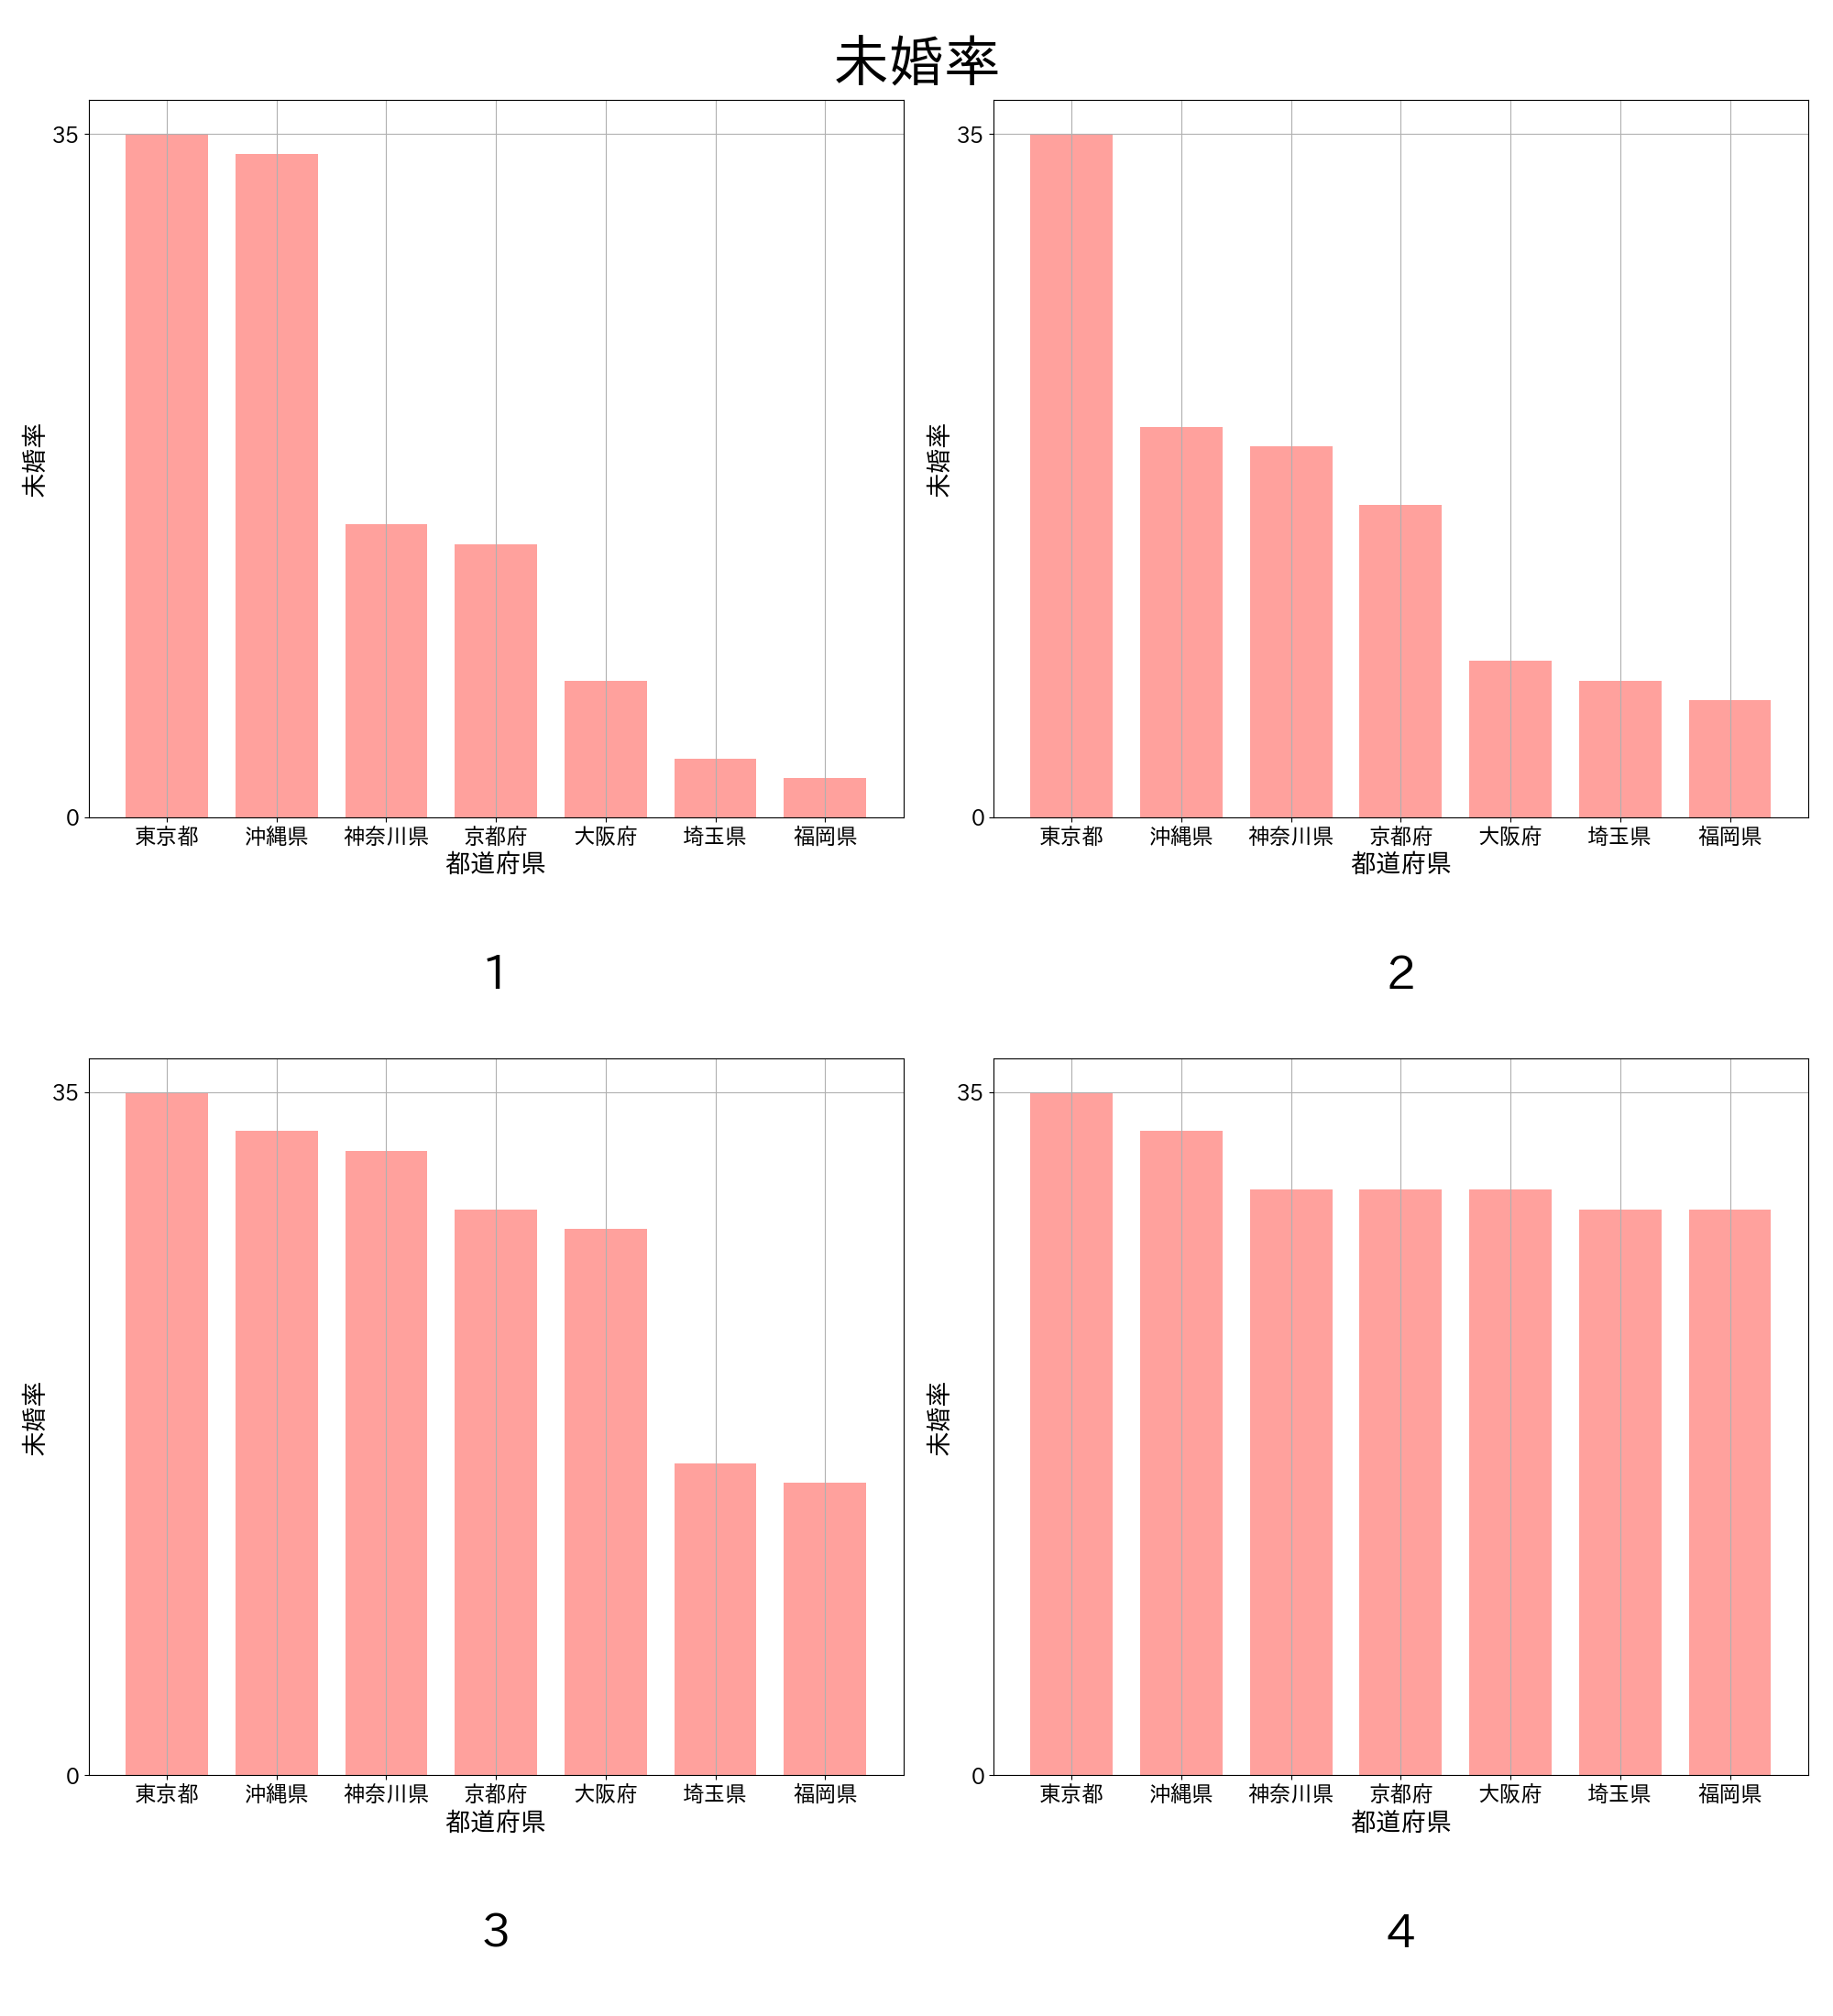 未婚率
35
0
未婚率
東京都 沖縄県 神奈川県 京都府 大阪府 埼玉県 福岡県
都道府県
1
35
0
未婚率
東京都 沖縄県 神奈川県 京都府 大阪府 埼玉県 福岡県
都道府県
2
35
0
未婚率
東京都 沖縄県 神奈川県 京都府 大阪府 埼玉県 福岡県
都道府県
3
35
0
未婚率
東京都 沖縄県 神奈川県 京都府 大阪府 埼玉県 福岡県
都道府県
4